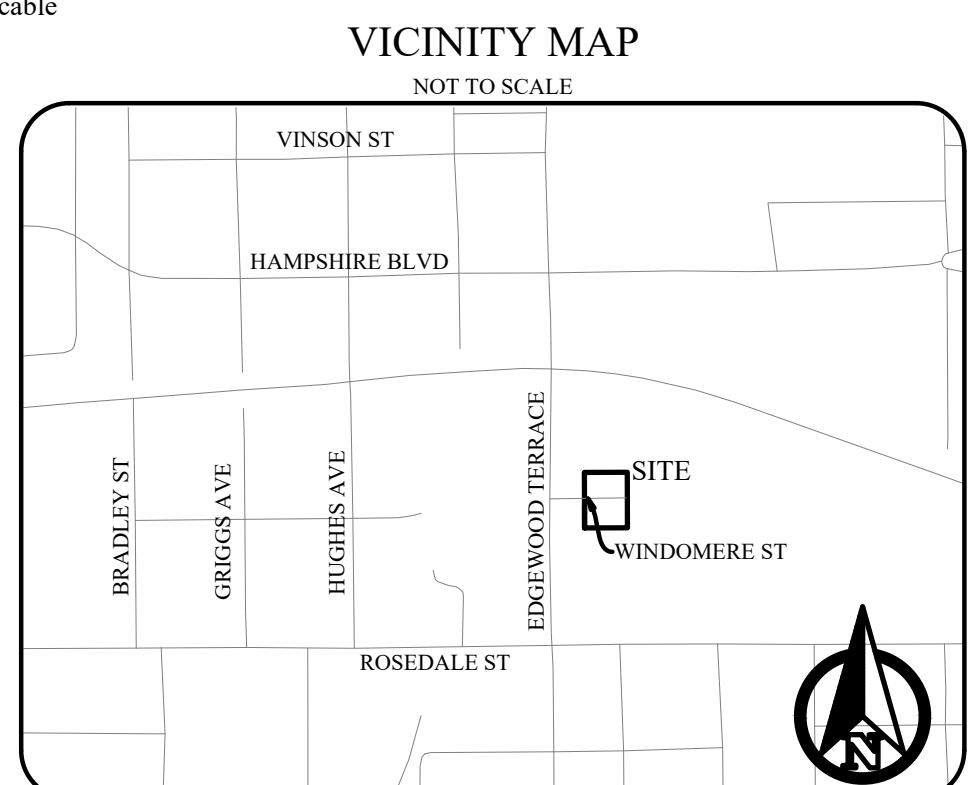 cable
VICINITY MAP
NOT TO SCALE
VINSON ST
HAMPSHIRE BLVD
BRADLEY ST
GRIGGS AVE
HUGHES AVE
EDGEWOOD TERRACE
SITE
WINDOMERE ST
ROSEDALE ST
N